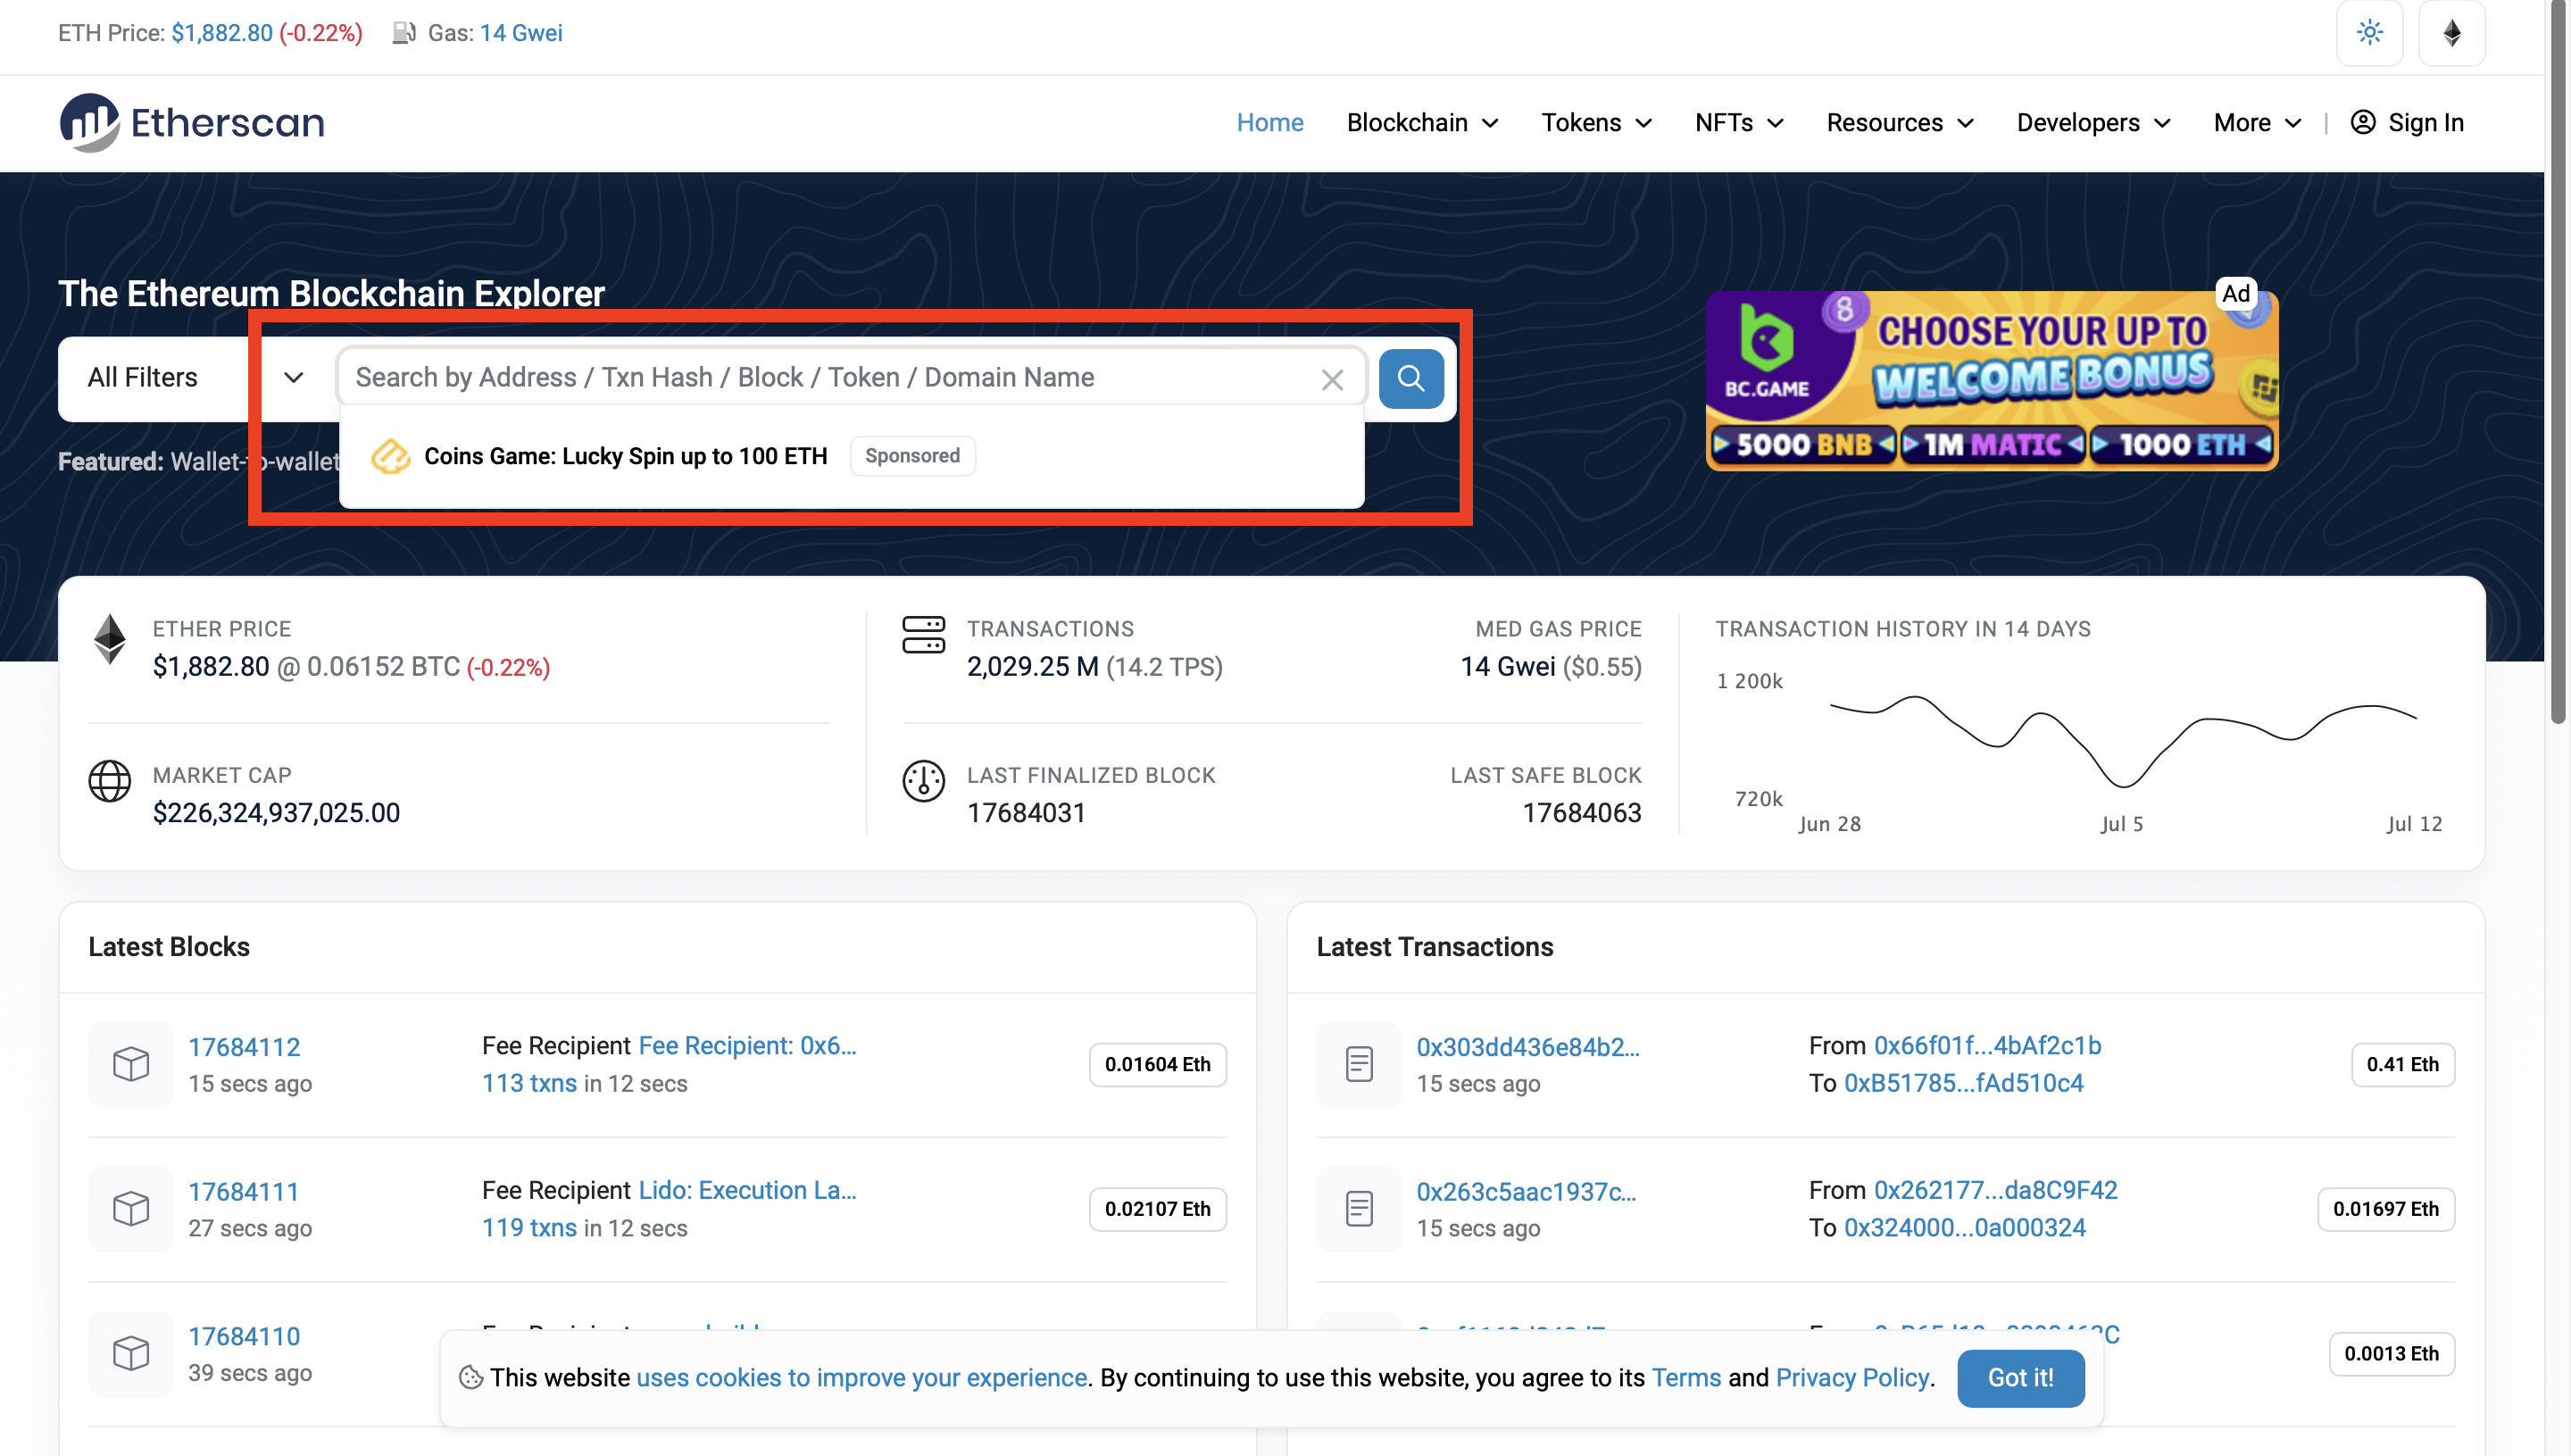 ETH Price: $1,882.80 (-0.22%) Gas: 14 Gwei
Etherscan
Home Blockchain Tokens NFTs Resources Developers More | Sign In
The Ethereum Blockchain Explorer
All Filters
Search by Address / Txn Hash / Block / Token / Domain Name
Coins Game: Lucky Spin up to 100 ETH Sponsored
Featured: Wallet-to-wallet
Ad
8
BC.GAME
CHOOSE YOUR UP TO
WELCOME BONUS
5000 BNB 1M MATIC 1000 ETH
ETHER PRICE
$1,882.80 @ 0.06152 BTC (-0.22%)
MARKET CAP
$226,324,937,025.00
TRANSACTIONS
2,029.25 M (14.2 TPS)
MED GAS PRICE
14 Gwei ($0.55)
LAST FINALIZED BLOCK
17684031
LAST SAFE BLOCK
17684063
TRANSACTION HISTORY IN 14 DAYS
1 200k
720k
Jun 28 Jul 5 Jul 12
Latest Blocks
17684112
15 secs ago
Fee Recipient Fee Recipient: 0x6...
113 txns in 12 secs
0.01604 Eth
17684111
27 secs ago
Fee Recipient Lido: Execution La...
119 txns in 12 secs
0.02107 Eth
17684110
39 secs ago
Latest Transactions
0x303dd436e84b2...
15 secs ago
From 0x66f01f...4bAf2c1b
To 0xB51785...fAd510c4
0.41 Eth
0x263c5aac1937c...
15 secs ago
From 0x262177...da8C9F42
To 0x324000...0a000324
0.01697 Eth
0.0013 Eth
This website uses cookies to improve your experience. By continuing to use this website, you agree to its Terms and Privacy Policy. Got it!